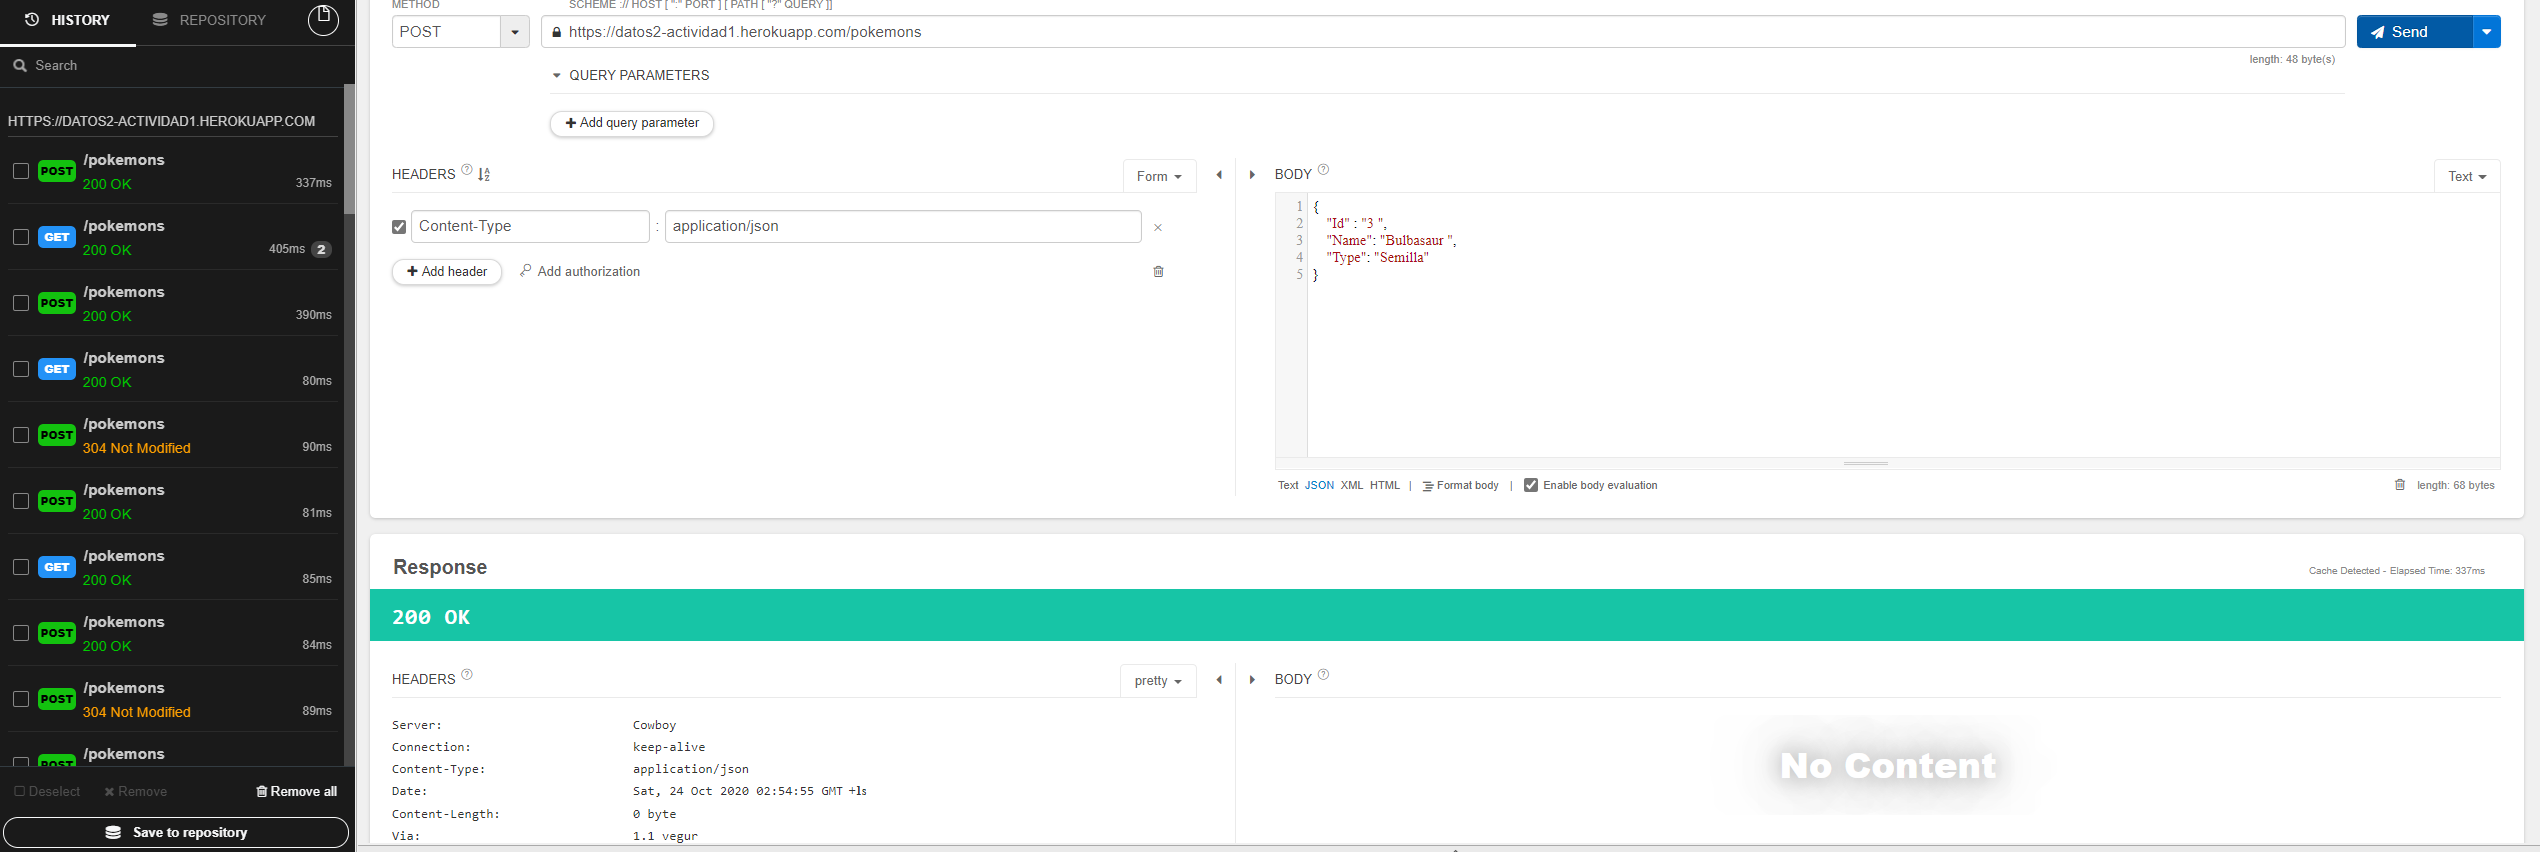 HISTORY
REPOSITORY
Search
HTTPS://DATOS2-ACTIVIDAD1.HEROKUAPP.COM
POST /pokemons
200 OK 337ms
GET /pokemons
200 OK 405ms 2
POST /pokemons
200 OK 390ms
GET /pokemons
200 OK 80ms
POST /pokemons
304 Not Modified 90ms
POST /pokemons
200 OK 81ms
GET /pokemons
200 OK 85ms
POST /pokemons
200 OK 84ms
POST /pokemons
304 Not Modified 89ms
POST /pokemons
Deselect Remove Remove all
Save to repository
METHOD SCHEME :// HOST [ ":" PORT ] [ PATH [ "?" QUERY ]]
POST https://datos2-actividad1.herokuapp.com/pokemons Send
length: 48 byte(s)
QUERY PARAMETERS
Add query parameter
HEADERS ? Form
Content-Type : application/json ×
Add header Add authorization
BODY ? Text
1 {
2 "Id" : "3 ",
3 "Name": "Bulbasaur ",
4 "Type": "Semilla"
5 }
Text JSON XML HTML | Format body | Enable body evaluation length: 68 bytes
Response
Cache Detected - Elapsed Time: 337ms
200 OK
HEADERS ? pretty
Server: Cowboy
Connection: keep-alive
Content-Type: application/json
Date: Sat, 24 Oct 2020 02:54:55 GMT +1s
Content-Length: 0 byte
Via: 1.1 vegur
BODY ?
No Content